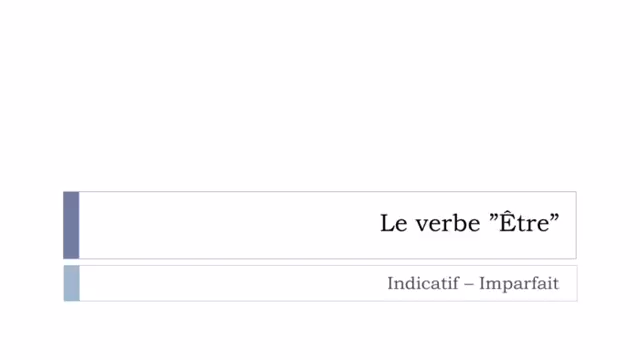 Le verbe ”Être”
Indicatif – Imparfait